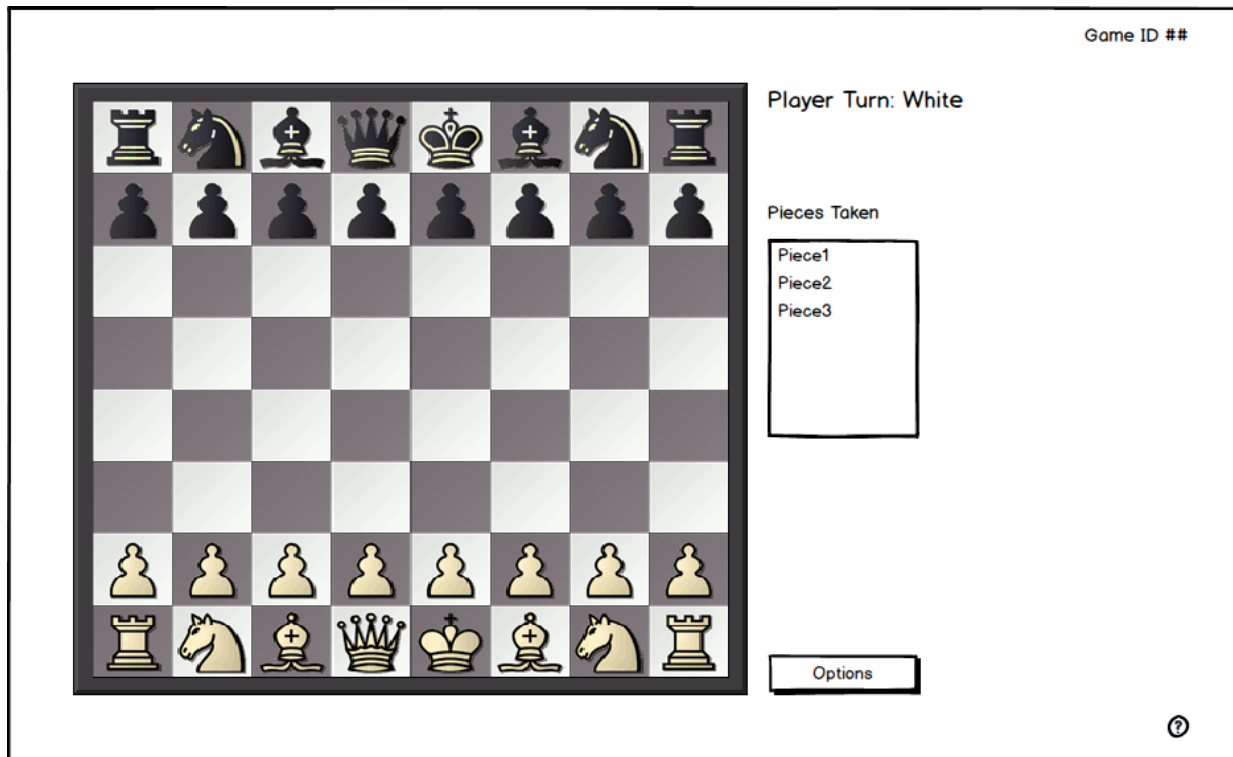 Game ID ##
Player Turn: White
Pieces Taken
Piece1
Piece2
Piece3
Options
?